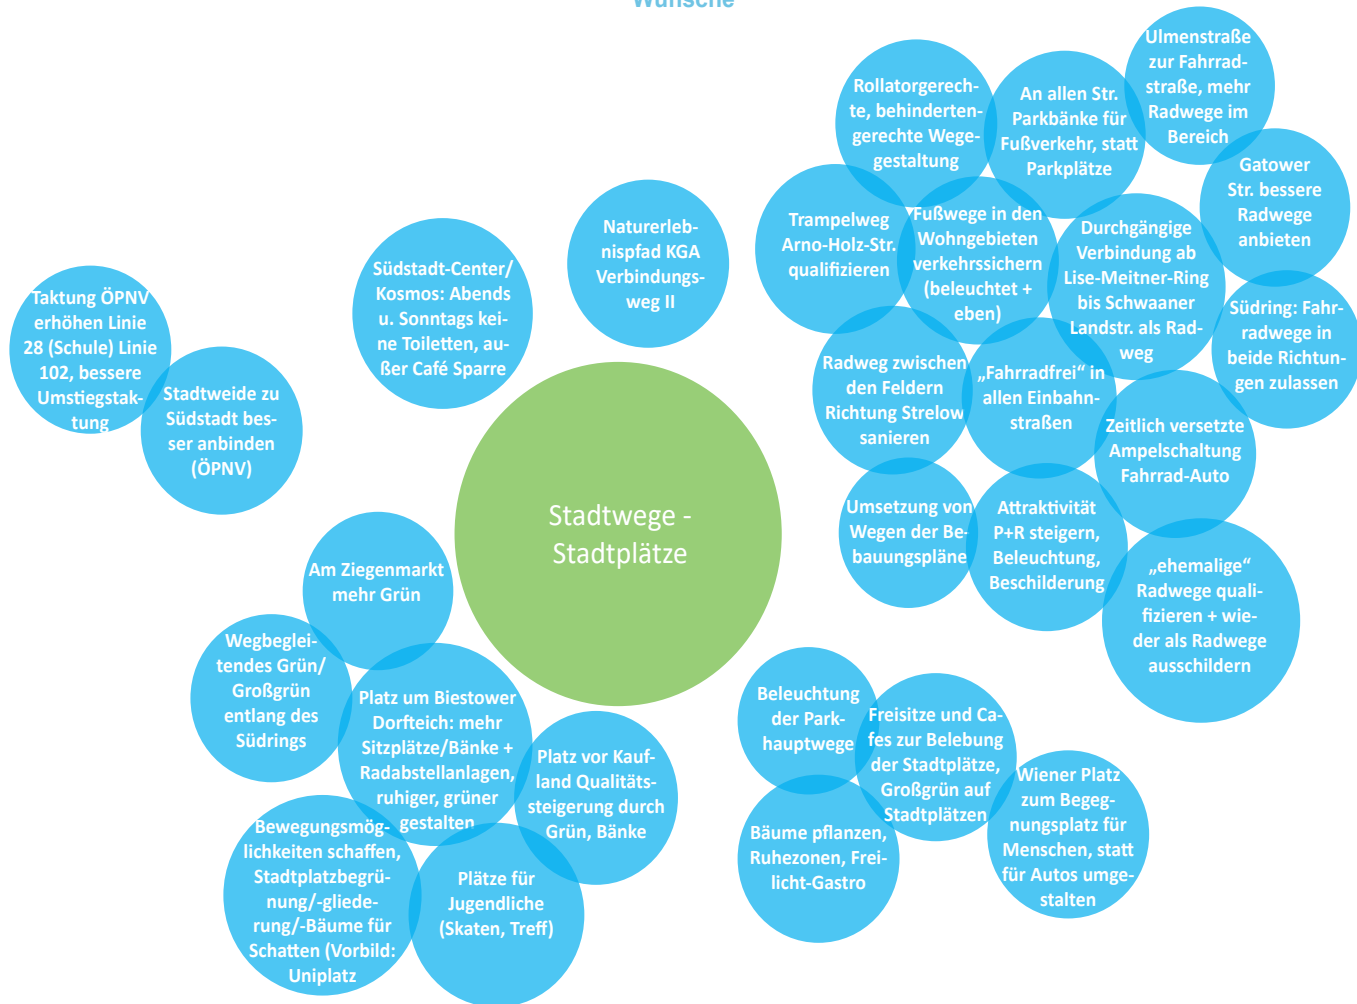 Wünsche
Ulmenstraße
zur Fahrrad-
straße, mehr
Radwege im
Bereich
Rollatorgerech-
te, behinderten-
gerechte Wege-
gestaltung
An allen Str.
Parkbänke für
Fußverkehr, statt
Parkplätze
Gatower
Str. bessere
Radwege
anbieten
Trampelweg
Arno-Holz-Str.
qualifizieren
Fußwege in den
Wohngebieten
verkehrssichern
(beleuchtet +
eben)
Durchgängige
Verbindung ab
Lise-Meitner-Ring
bis Schwaaner
Landstr. als Rad-
weg
Südring: Fahr-
radwege in
beide Richtun-
gen zulassen
Naturerleb-
nispfad KGA
Verbindungs-
weg II
Südstadt-Center/
Kosmos: Abends
u. Sonntags kei-
ne Toiletten, au-
ßer Café Sparre
Taktung ÖPNV
erhöhen Linie
28 (Schule) Linie
102, bessere
Umstiegstak-
tung
Stadtweide zu
Südstadt bes-
ser anbinden
(ÖPNV)
Radweg zwischen
den Feldern
Richtung Strelow
sanieren
„Fahrradfrei“ in
allen Einbahn-
straßen
Zeitlich versetzte
Ampelschaltung
Fahrrad-Auto
Umsetzung von
Wegen der Be-
bauungspläne
Attraktivität
P+R steigern,
Beleuchtung,
Beschilderung
„ehemalige“
Radwege quali-
fizieren + wie-
der als Radwege
ausschildern
Stadtwege -
Stadtplätze
Am Ziegenmarkt
mehr Grün
Wegbeglei-
tendes Grün/
Großgrün
entlang des
Südrings
Platz um Biestower
Dorfteich: mehr
Sitzplätze/Bänke +
Radabstellanlagen,
ruhiger, grüner
gestalten
Platz vor Kauf-
land Qualitäts-
steigerung durch
Grün, Bänke
Bewegungsmög-
lichkeiten schaffen,
Stadtplatzbegrü-
nung/-gliede-
rung/-Bäume für
Schatten (Vorbild:
Uniplatz
Plätze für
Jugendliche
(Skaten, Treff)
Beleuchtung
der Park-
hauptwege
Freisitze und Ca-
fes zur Belebung
der Stadtplätze,
Großgrün auf
Stadtplätzen
Bäume pflanzen,
Ruhezonen, Frei-
licht-Gastro
Wiener Platz
zum Begeg-
nungsplatz für
Menschen, statt
für Autos umge-
stalten